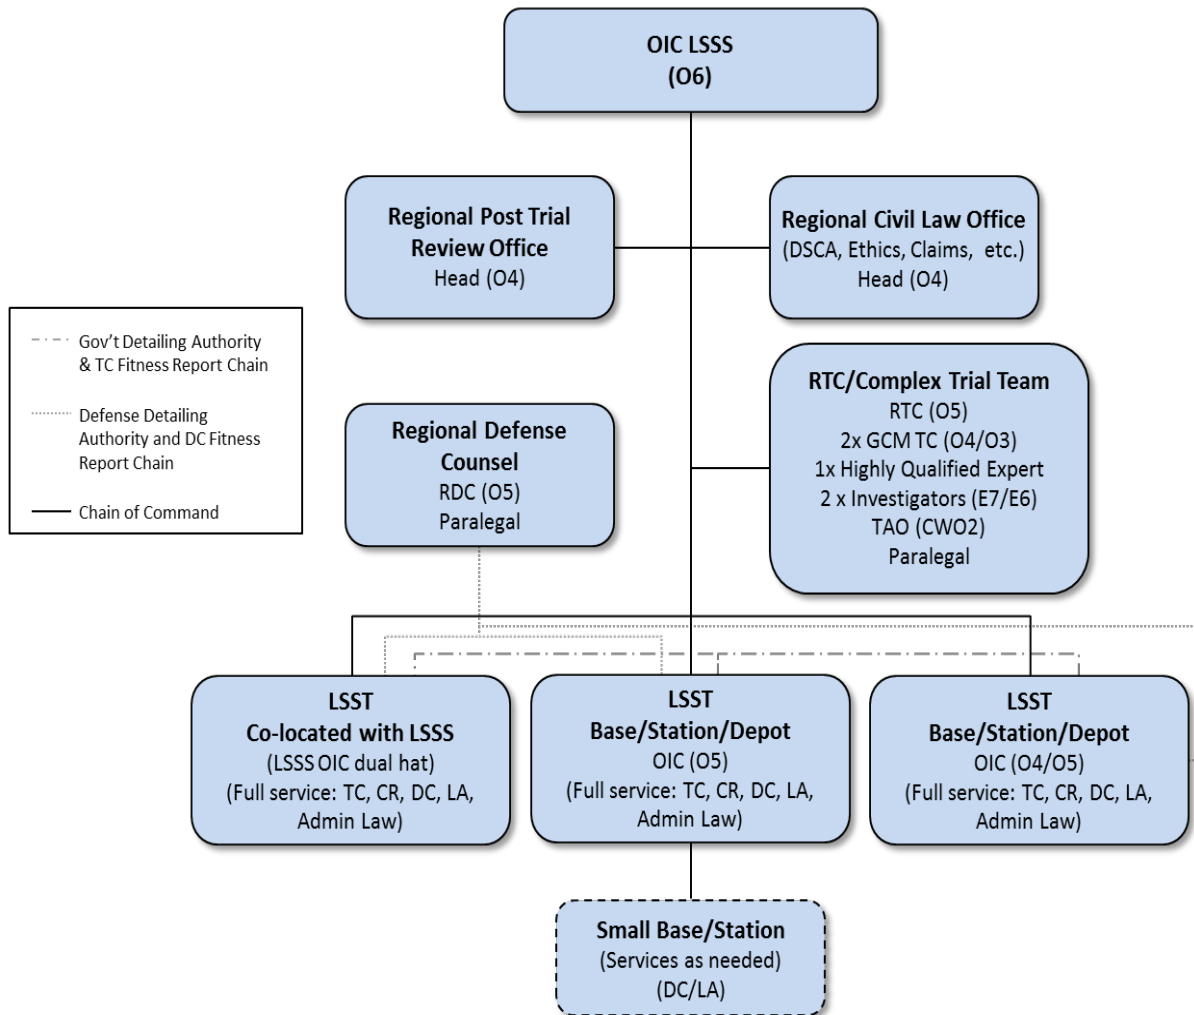 OIC LSSS
(O6)
Regional Post Trial
Review Office
Head (O4)
Regional Civil Law Office
(DSCA, Ethics, Claims, etc.)
Head (O4)
Gov't Detailing Authority
& TC Fitness Report Chain
Defense Detailing
Authority and DC Fitness
Report Chain
Chain of Command
Regional Defense
Counsel
RDC (O5)
Paralegal
RTC/Complex Trial Team
RTC (O5)
2x GCM TC (O4/O3)
1x Highly Qualified Expert
2 x Investigators (E7/E6)
TAO (CWO2)
Paralegal
LSST
Co-located with LSSS
(LSSS OIC dual hat)
(Full service: TC, CR, DC, LA,
Admin Law)
LSST
Base/Station/Depot
OIC (O5)
(Full service: TC, CR, DC, LA,
Admin Law)
LSST
Base/Station/Depot
OIC (O4/O5)
(Full service: TC, CR, DC, LA,
Admin Law)
Small Base/Station
(Services as needed)
(DC/LA)